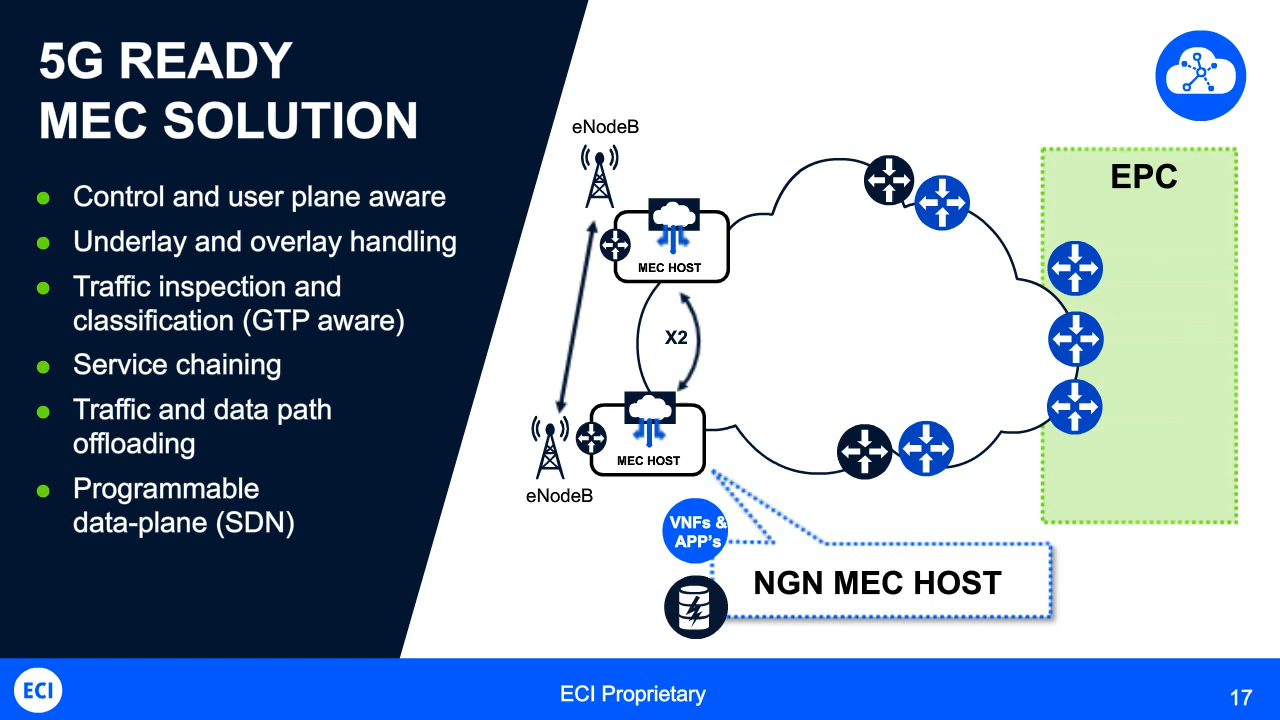 5G READY
MEC SOLUTION
Control and user plane aware
Underlay and overlay handling
Traffic inspection and
classification (GTP aware)
Service chaining
Traffic and data path
offloading
Programmable
data-plane (SDN)
eNodeB
MEC HOST
X2
MEC HOST
eNodeB
EPC
VNFs &
APP's
NGN MEC HOST
ECI
ECI Proprietary
17